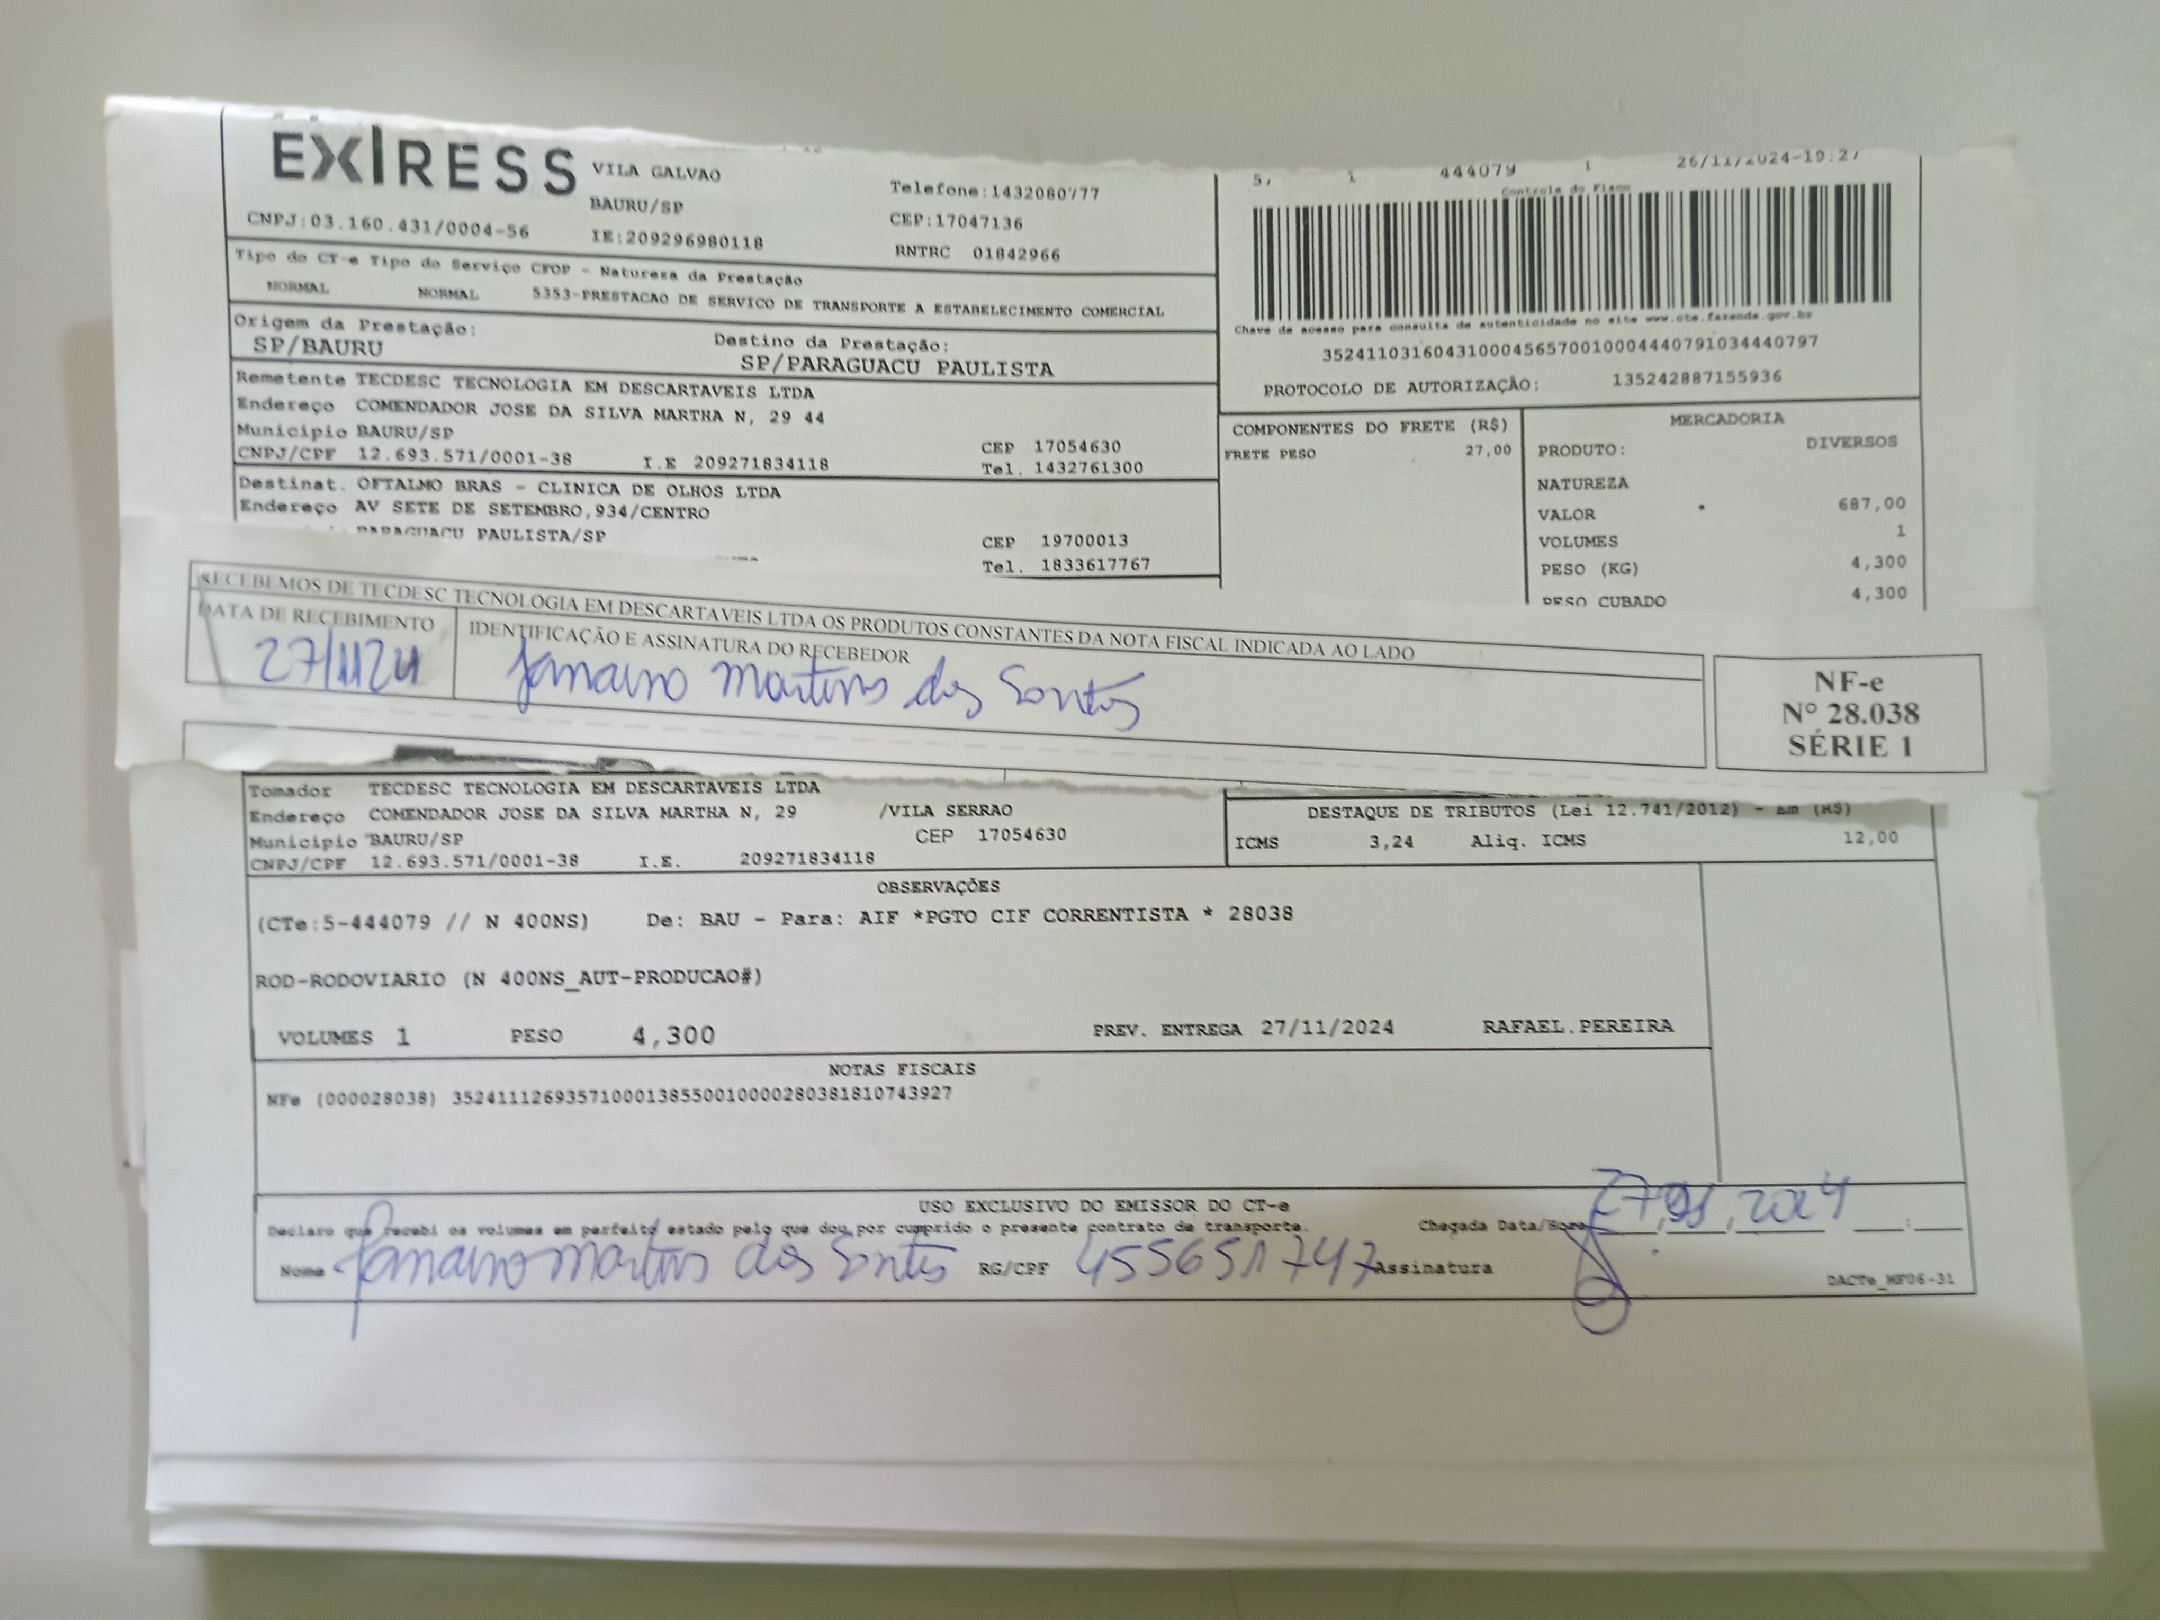 EXIRESS
VILA GALVAO
BAURU/SP
CNPJ:03.160.431/0004-56 IE:209296980118
Telefone:1432080777
CEP:17047136
RNTRC 01842966
Tipo do CT-e Tipo do Serviço CFOP - Natureza da Prestação
NORMAL NORMAL 5353-PRESTACAO DE SERVICO DE TRANSPORTE A ESTABELECIMENTO COMERCIAL
Origem da Prestação: Destino da Prestação:
SP/BAURU SP/PARAGUACU PAULISTA
Remetente TECDESC TECNOLOGIA EM DESCARTAVEIS LTDA
Endereço COMENDADOR JOSE DA SILVA MARTHA N, 29 44
Municipio BAURU/SP CEP 17054630
CNPJ/CPF 12.693.571/0001-38 I.E 209271834118 Tel. 1432761300
Destinat. OFTALMO BRAS - CLINICA DE OLHOS LTDA
Endereço AV SETE DE SETEMBRO,934/CENTRO
PARAGUACU PAULISTA/SP CEP 19700013
Tel. 1833617767
5, 1 444079 1 26/11/2024-19:27
Controle do Fisco
Chave de acesso para consulta de autenticidade no site www.cte.fazenda.gov.br
35241103160431000456570010004440791034440797
PROTOCOLO DE AUTORIZAÇÃO: 135242887155936
COMPONENTES DO FRETE (R$)
FRETE PESO 27,00
MERCADORIA
PRODUTO: DIVERSOS
NATUREZA
VALOR 687,00
VOLUMES 1
PESO (KG) 4,300
PESO CUBADO 4,300
RECEBEMOS DE TECDESC TECNOLOGIA EM DESCARTAVEIS LTDA OS PRODUTOS CONSTANTES DA NOTA FISCAL INDICADA AO LADO
DATA DE RECEBIMENTO IDENTIFICAÇÃO E ASSINATURA DO RECEBEDOR
27/11/24 Janaino Martins dos Santos
NF-e
N° 28.038
SÉRIE 1
Tomador TECDESC TECNOLOGIA EM DESCARTAVEIS LTDA
Endereço COMENDADOR JOSE DA SILVA MARTHA N, 29 /VILA SERRAO
Municipio BAURU/SP CEP 17054630
CNPJ/CPF 12.693.571/0001-38 I.E. 209271834118
DESTAQUE DE TRIBUTOS (Lei 12.741/2012) - em (R$)
ICMS 3,24 Aliq. ICMS 12,00
OBSERVAÇÕES
(CTe:5-444079 // N 400NS) De: BAU - Para: AIF *PGTO CIF CORRENTISTA * 28038
ROD-RODOVIARIO (N 400NS_AUT-PRODUCAO#)
VOLUMES 1 PESO 4,300 PREV. ENTREGA 27/11/2024 RAFAEL.PEREIRA
NOTAS FISCAIS
NFe (000028038) 35241112693571000138550010000280381810743927
USO EXCLUSIVO DO EMISSOR DO CT-e
Declaro que recebi os volumes em perfeito estado pelo que dou por cumprido o presente contrato de transporte. Chegada Data/Hora
Nome Janaino Martins dos Santos RG/CPF 4556651747 Assinatura
DACTe_MF06-31